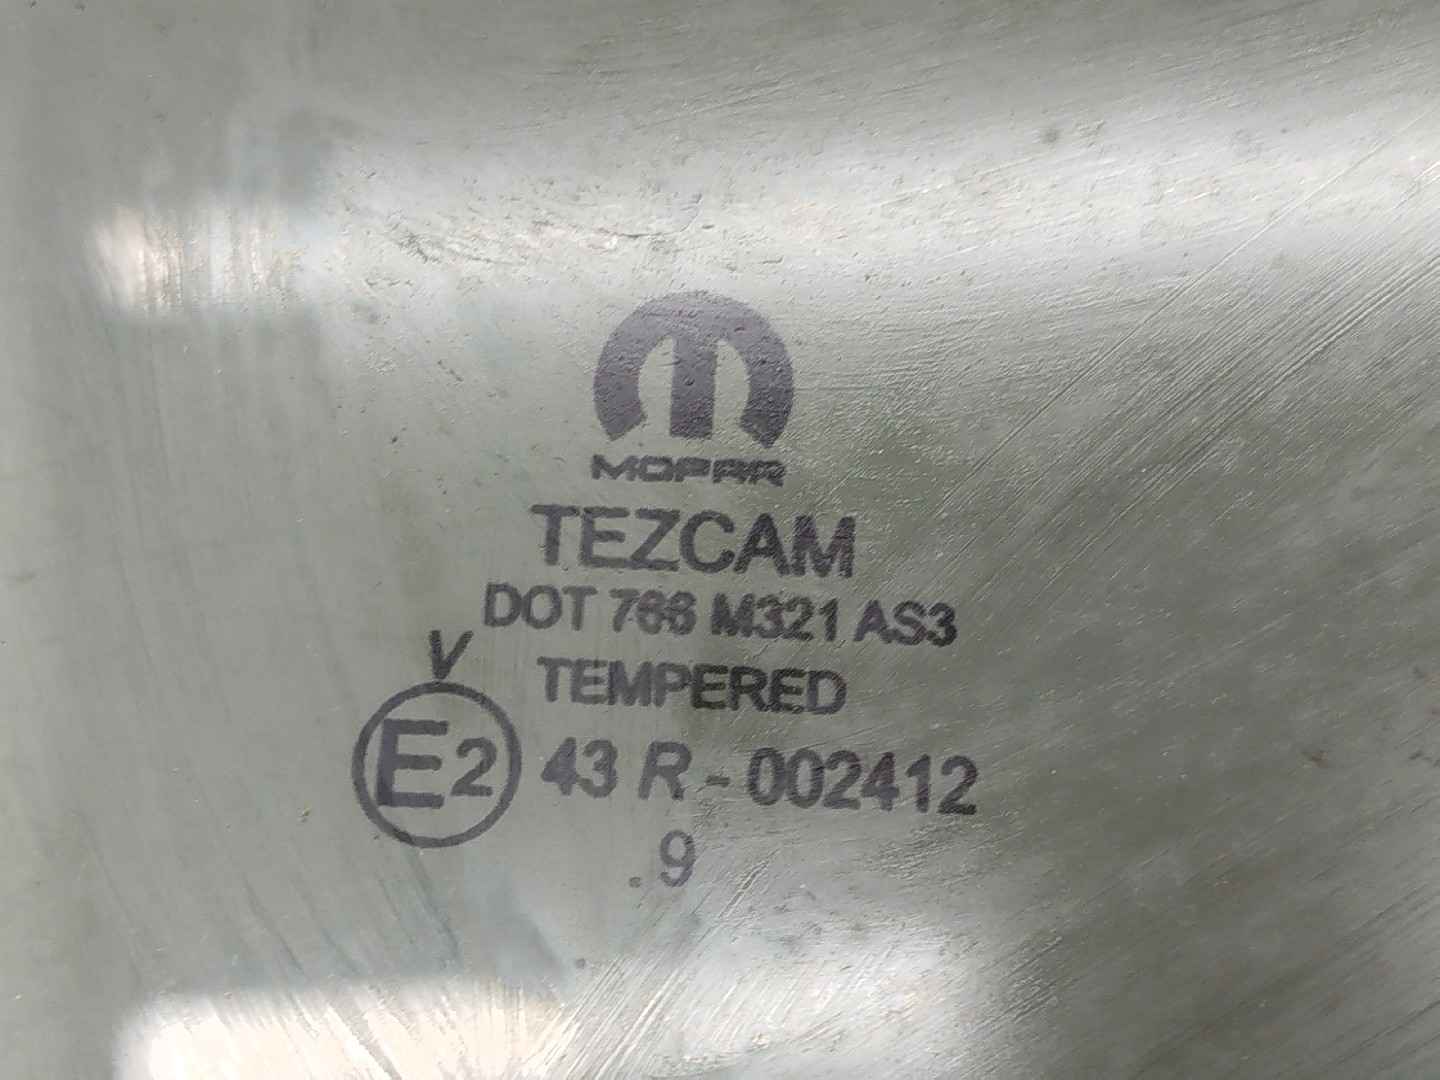 MOPAR
TEZCAM
DOT 766 M321 AS3
V
TEMPERED
E2 43 R - 002412
.9